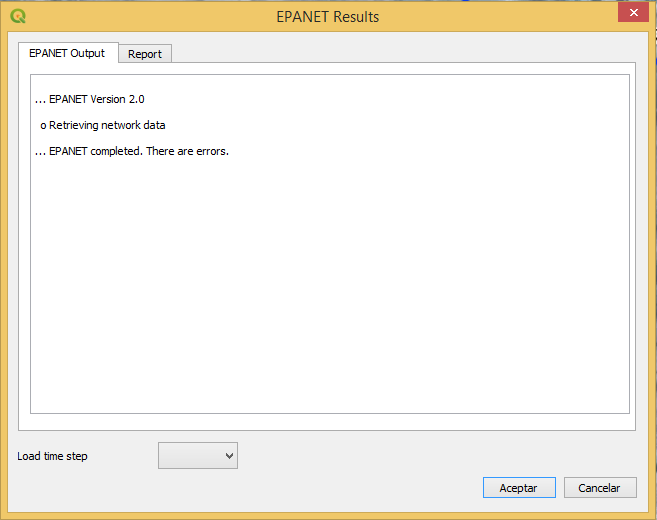 EPANET Results
EPANET Output
Report
... EPANET Version 2.0
o Retrieving network data
... EPANET completed. There are errors.
Load time step
Aceptar
Cancelar